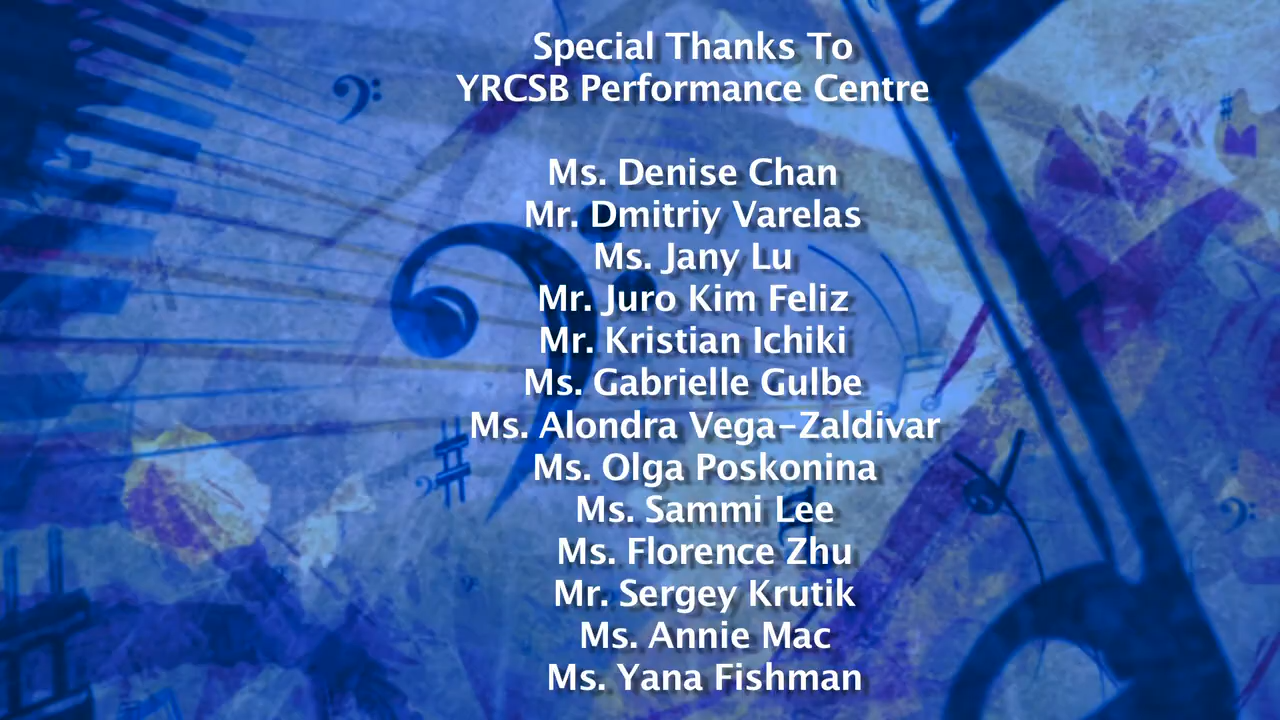 Special Thanks To
YRCSB Performance Centre
Ms. Denise Chan
Mr. Dmitriy Varelas
Ms. Jany Lu
Mr. Juro Kim Feliz
Mr. Kristian Ichiki
Ms. Gabrielle Gulbe
Ms. Alondra Vega-Zaldivar
Ms. Olga Poskonina
Ms. Sammi Lee
Ms. Florence Zhu
Mr. Sergey Krutik
Ms. Annie Mac
Ms. Yana Fishman